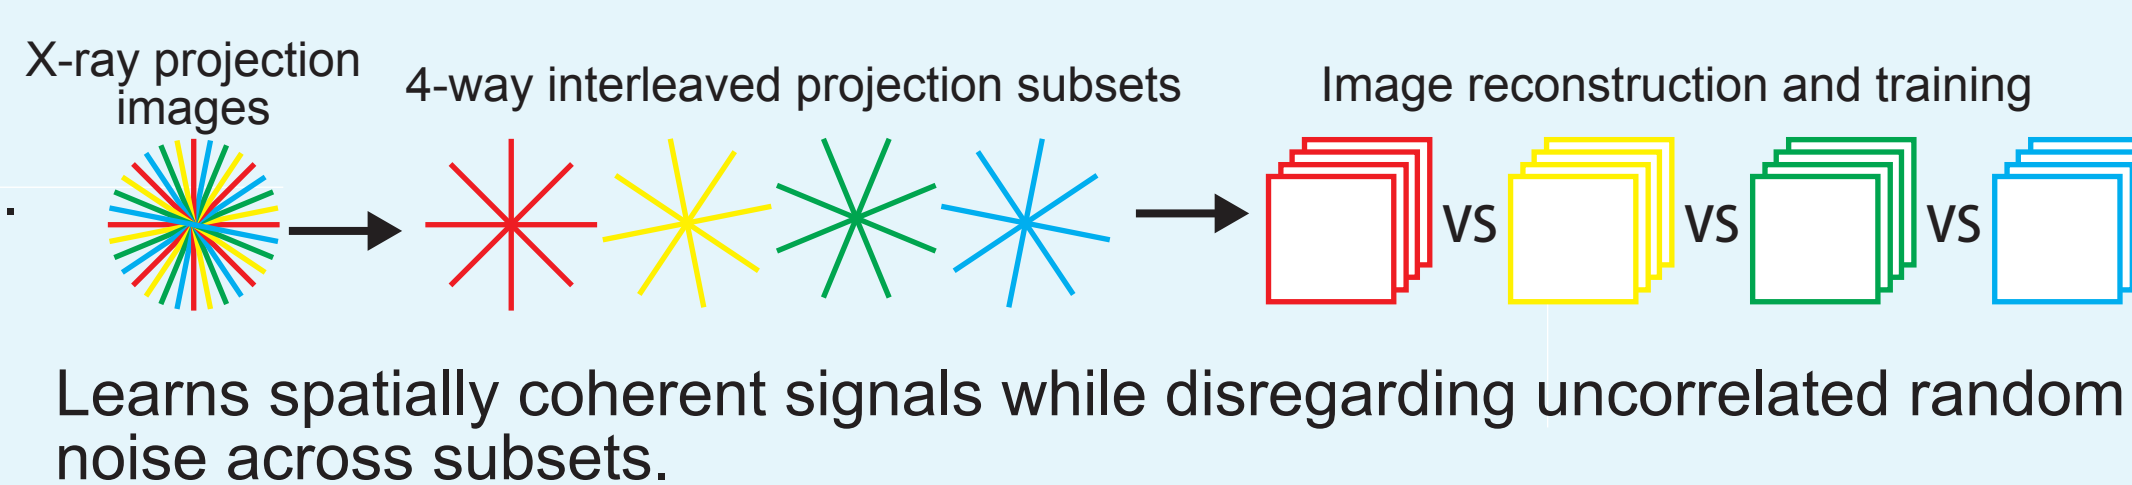 X-ray projection
images
4-way interleaved projection subsets
Image reconstruction and training
VS
VS
VS
Learns spatially coherent signals while disregarding uncorrelated random
noise across subsets.